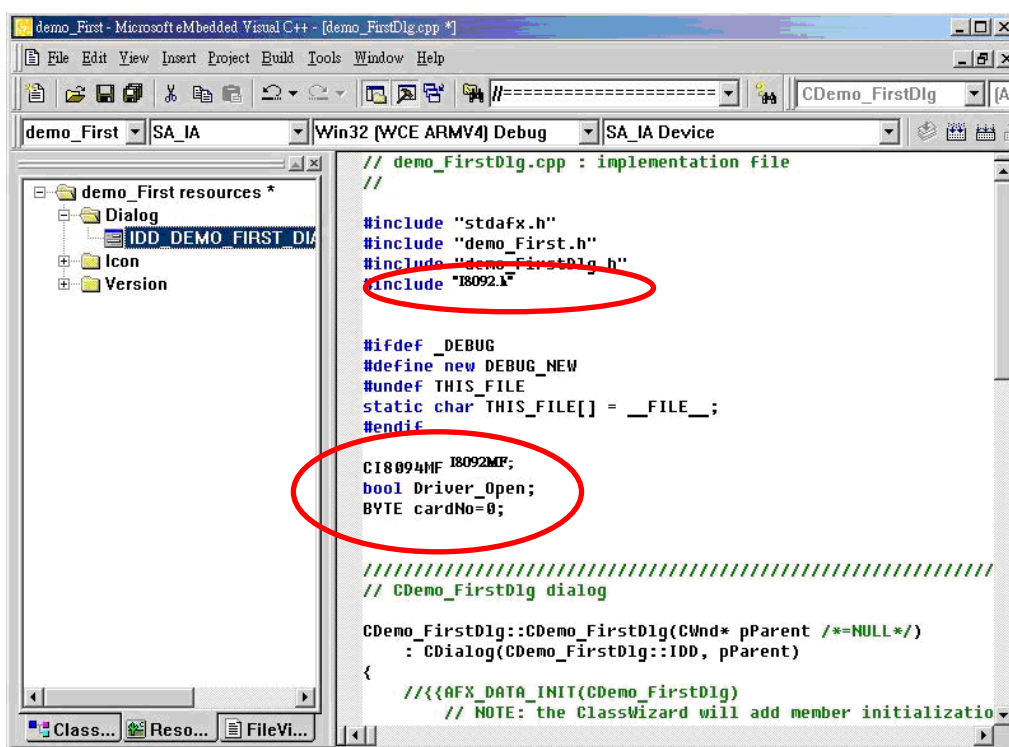 demo_First - Microsoft eMbedded Visual C++ - [demo_FirstDlg.cpp *]
File Edit View Insert Project Build Tools Window Help
//====================== CDemo_FirstDlg (A
demo_First SA_IA Win32 (WCE ARMV4) Debug SA_IA Device
demo_First resources *
Dialog
IDD_DEMO_FIRST_DIA
Icon
Version
// demo_FirstDlg.cpp : implementation file
//
#include "stdafx.h"
#include "demo_First.h"
#include "demo_FirstDlg.h"
#include "I8092.h"
#ifdef _DEBUG
#define new DEBUG_NEW
#undef THIS_FILE
static char THIS_FILE[] = __FILE__;
#endif
CI8094MF I8092MF;
bool Driver_Open;
BYTE cardNo=0;
/////////////////////////////////////////////////////////////
// CDemo_FirstDlg dialog
CDemo_FirstDlg::CDemo_FirstDlg(CWnd* pParent /*=NULL*/)
: CDialog(CDemo_FirstDlg::IDD, pParent)
{
//{{AFX_DATA_INIT(CDemo_FirstDlg)
// NOTE: the ClassWizard will add member initializatio
Class... Reso... FileVi...